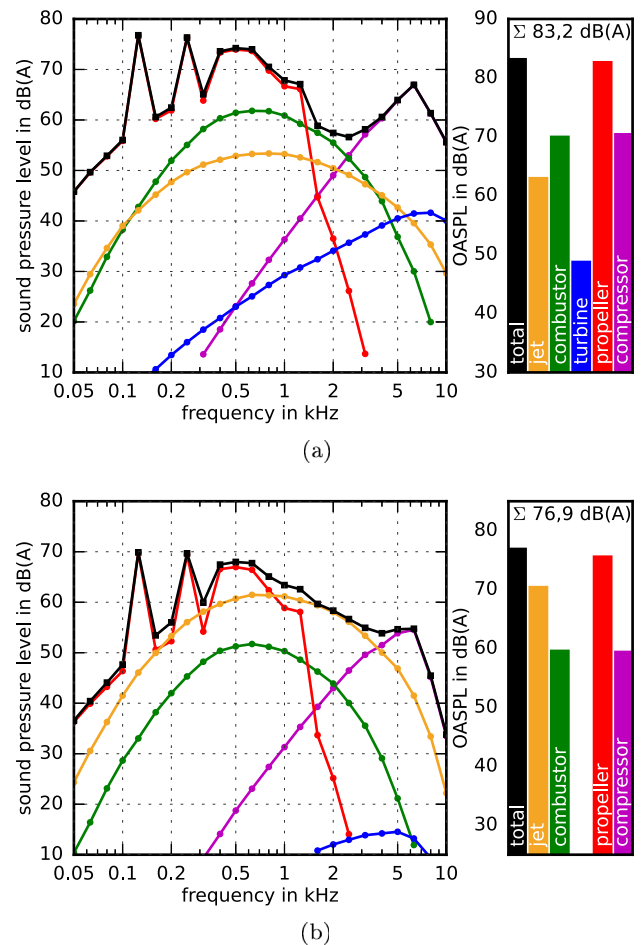 Σ 83,2 dB(A)
sound pressure level in dB(A)
80
70
60
50
40
30
20
10
0.05 0.1 0.2 0.5 1 2 5 10
frequency in kHz
OASPL in dB(A)
90
80
70
60
50
40
30
total
jet
combustor
turbine
propeller
compressor
(a)
Σ 76,9 dB(A)
sound pressure level in dB(A)
80
70
60
50
40
30
20
10
0.05 0.1 0.2 0.5 1 2 5 10
frequency in kHz
OASPL in dB(A)
80
70
60
50
40
30
total
jet
combustor
propeller
compressor
(b)